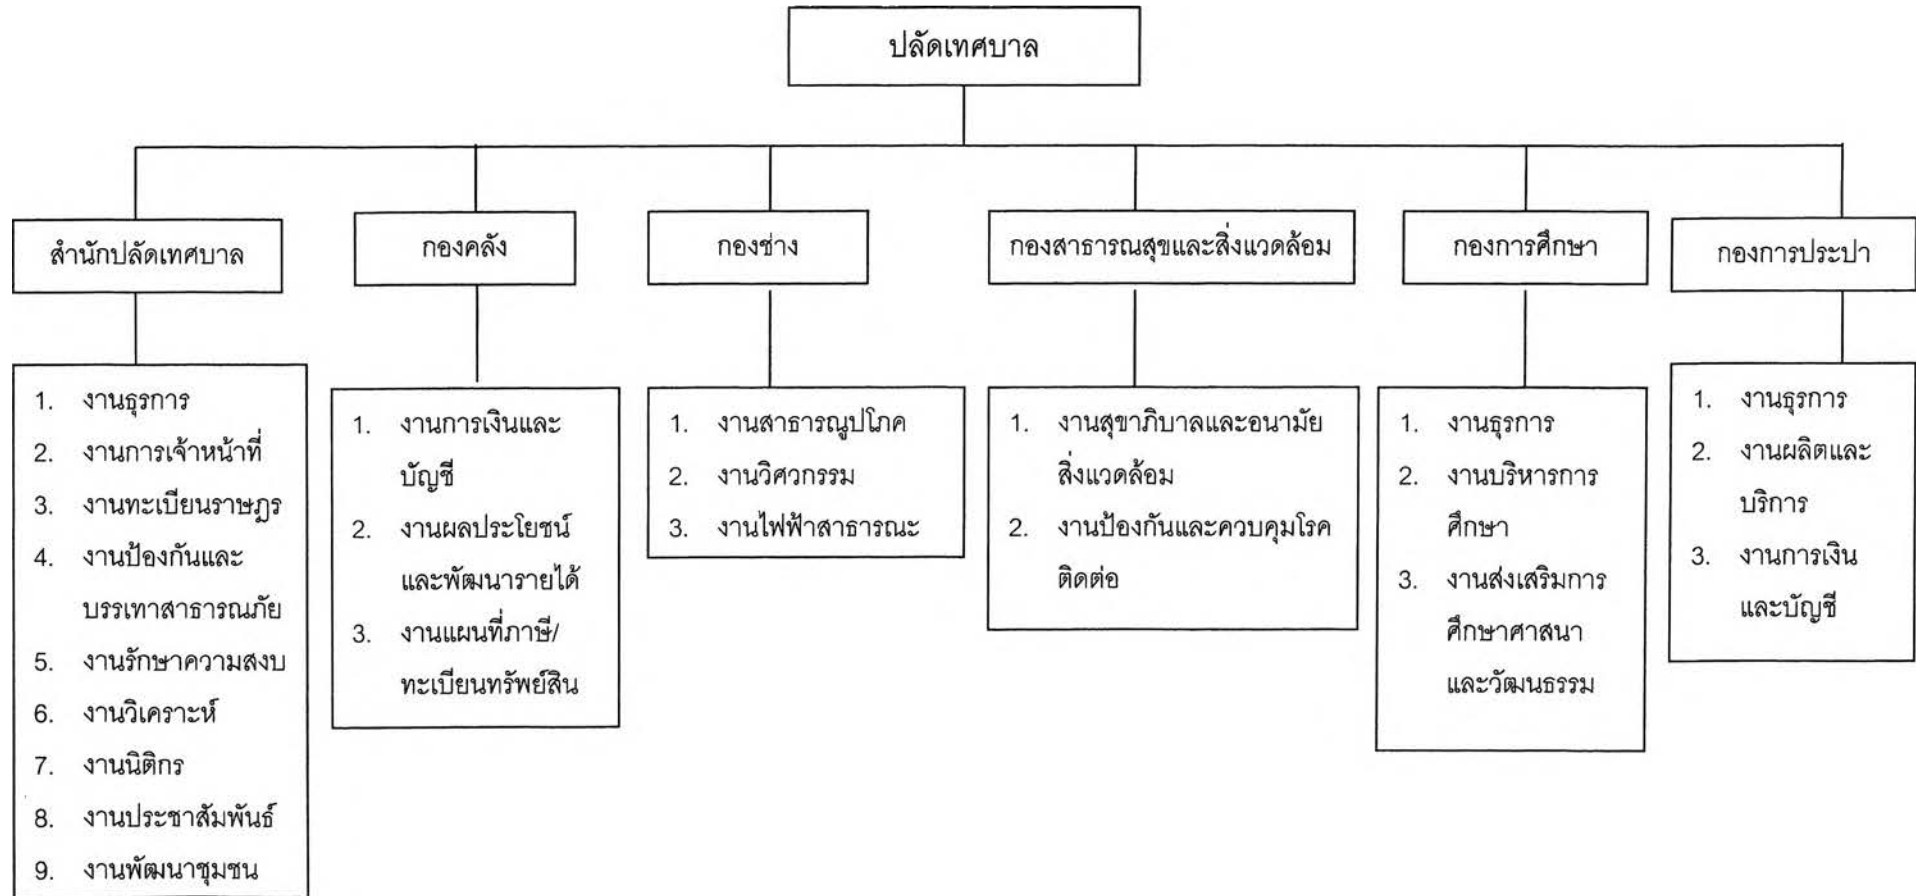 ปลัดเทศบาล
สำนักปลัดเทศบาล
กองคลัง
กองช่าง
กองสาธารณสุขและสิ่งแวดล้อม
กองการศึกษา
กองการประปา
1. งานธุรการ
2. งานการเจ้าหน้าที่
3. งานทะเบียนราษฎร
4. งานป้องกันและ
บรรเทาสาธารณภัย
5. งานรักษาความสงบ
6. งานวิเคราะห์
7. งานนิติกร
8. งานประชาสัมพันธ์
9. งานพัฒนาชุมชน
1. งานการเงินและ
บัญชี
2. งานผลประโยชน์
และพัฒนารายได้
3. งานแผนที่ภาษี/
ทะเบียนทรัพย์สิน
1. งานสาธารณูปโภค
2. งานวิศวกรรม
3. งานไฟฟ้าสาธารณะ
1. งานสุขาภิบาลและอนามัย
สิ่งแวดล้อม
2. งานป้องกันและควบคุมโรค
ติดต่อ
1. งานธุรการ
2. งานบริหารการ
ศึกษา
3. งานส่งเสริมการ
ศึกษาศาสนา
และวัฒนธรรม
1. งานธุรการ
2. งานผลิตและ
บริการ
3. งานการเงิน
และบัญชี